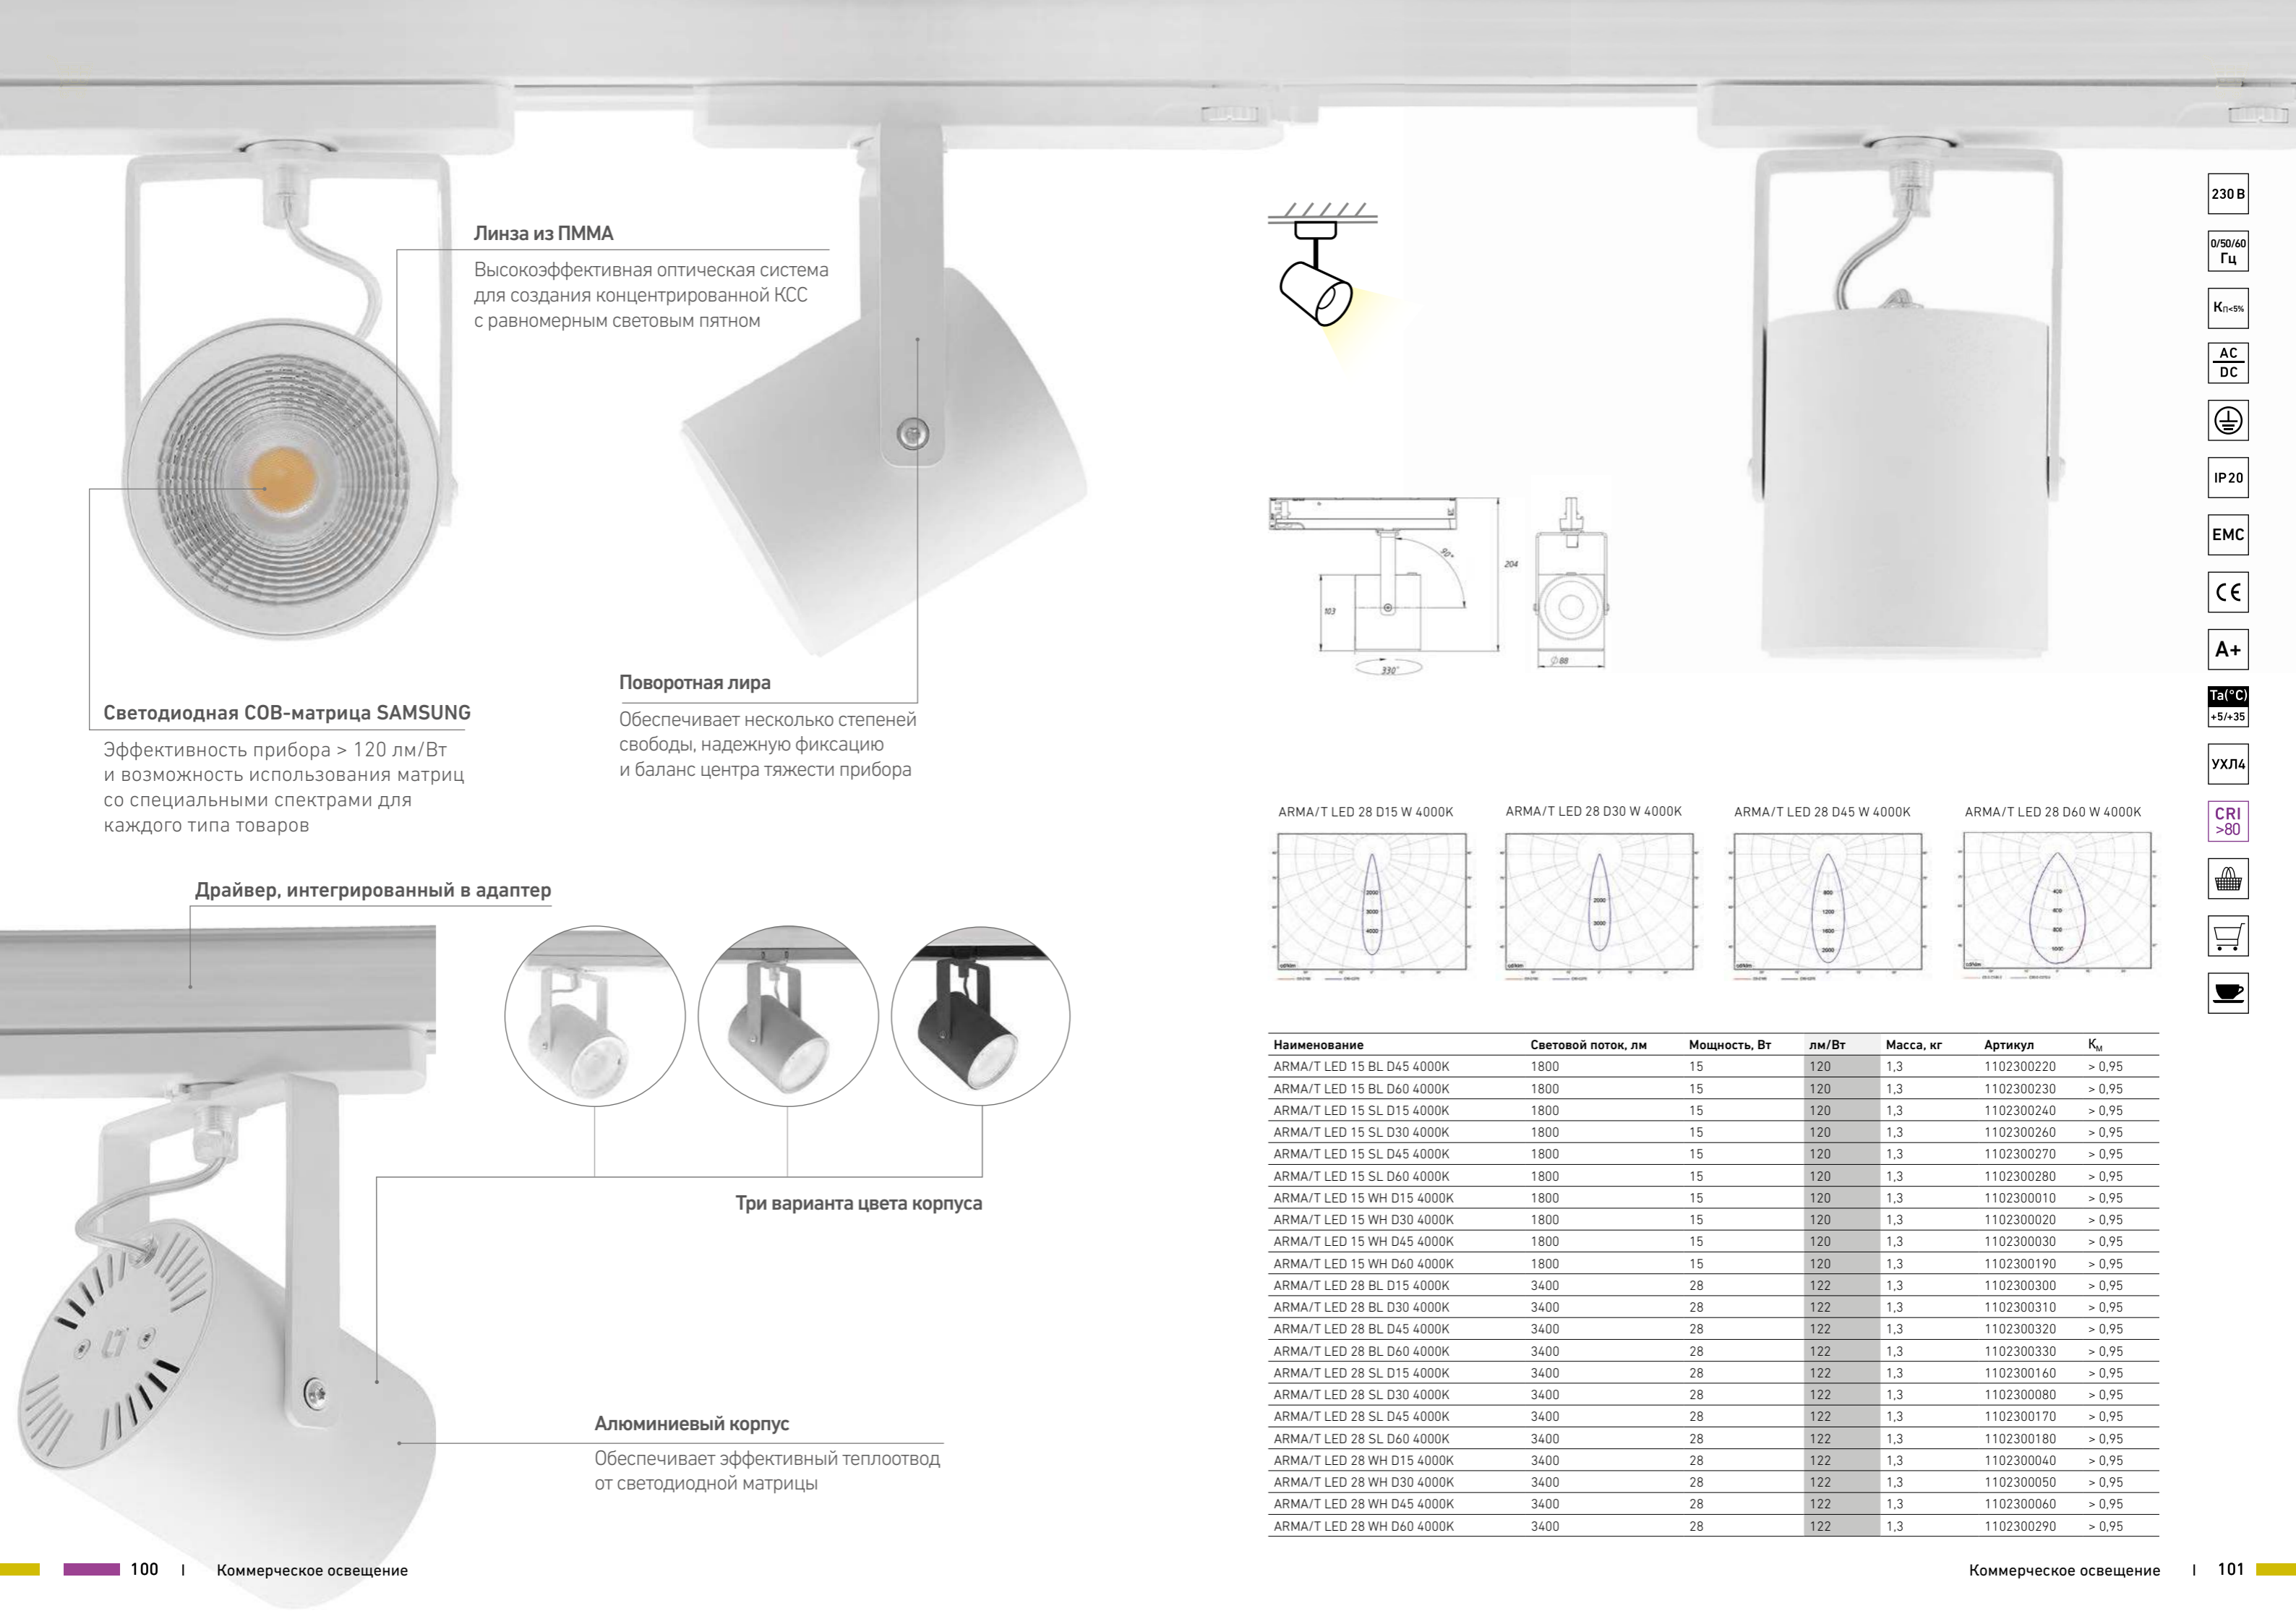 Линза из ПММА
Высокоэффективная оптическая система
для создания концентрированной КСС
с равномерным световым пятном
Светодиодная COB-матрица SAMSUNG
Эффективность прибора > 120 лм/Вт
и возможность использования матриц
со специальными спектрами для
каждого типа товаров
Поворотная лира
Обеспечивает несколько степеней
свободы, надежную фиксацию
и баланс центра тяжести прибора
Драйвер, интегрированный в адаптер
Три варианта цвета корпуса
Алюминиевый корпус
Обеспечивает эффективный теплоотвод
от светодиодной матрицы
100 | Коммерческое освещение
90°
204
103
330°
Ø88
230 В
0/50/60
Гц
Кп<5%
AC
DC
IP20
EMC
CE
A+
Ta(°C)
+5/+35
УХЛ4
CRI
>80
ARMA/T LED 28 D15 W 4000K
2000
3000
4000
ARMA/T LED 28 D30 W 4000K
2000
3000
ARMA/T LED 28 D45 W 4000K
800
1200
1600
2000
ARMA/T LED 28 D60 W 4000K
400
600
800
1000
Наименование Световой поток, лм Мощность, Вт лм/Вт Масса, кг Артикул Км
ARMA/T LED 15 BL D45 4000K 1800 15 120 1,3 1102300220 > 0,95
ARMA/T LED 15 BL D60 4000K 1800 15 120 1,3 1102300230 > 0,95
ARMA/T LED 15 SL D15 4000K 1800 15 120 1,3 1102300240 > 0,95
ARMA/T LED 15 SL D30 4000K 1800 15 120 1,3 1102300260 > 0,95
ARMA/T LED 15 SL D45 4000K 1800 15 120 1,3 1102300270 > 0,95
ARMA/T LED 15 SL D60 4000K 1800 15 120 1,3 1102300280 > 0,95
ARMA/T LED 15 WH D15 4000K 1800 15 120 1,3 1102300010 > 0,95
ARMA/T LED 15 WH D30 4000K 1800 15 120 1,3 1102300020 > 0,95
ARMA/T LED 15 WH D45 4000K 1800 15 120 1,3 1102300030 > 0,95
ARMA/T LED 15 WH D60 4000K 1800 15 120 1,3 1102300190 > 0,95
ARMA/T LED 28 BL D15 4000K 3400 28 122 1,3 1102300300 > 0,95
ARMA/T LED 28 BL D30 4000K 3400 28 122 1,3 1102300310 > 0,95
ARMA/T LED 28 BL D45 4000K 3400 28 122 1,3 1102300320 > 0,95
ARMA/T LED 28 BL D60 4000K 3400 28 122 1,3 1102300330 > 0,95
ARMA/T LED 28 SL D15 4000K 3400 28 122 1,3 1102300160 > 0,95
ARMA/T LED 28 SL D30 4000K 3400 28 122 1,3 1102300080 > 0,95
ARMA/T LED 28 SL D45 4000K 3400 28 122 1,3 1102300170 > 0,95
ARMA/T LED 28 SL D60 4000K 3400 28 122 1,3 1102300180 > 0,95
ARMA/T LED 28 WH D15 4000K 3400 28 122 1,3 1102300040 > 0,95
ARMA/T LED 28 WH D30 4000K 3400 28 122 1,3 1102300050 > 0,95
ARMA/T LED 28 WH D45 4000K 3400 28 122 1,3 1102300060 > 0,95
ARMA/T LED 28 WH D60 4000K 3400 28 122 1,3 1102300290 > 0,95
Коммерческое освещение | 101